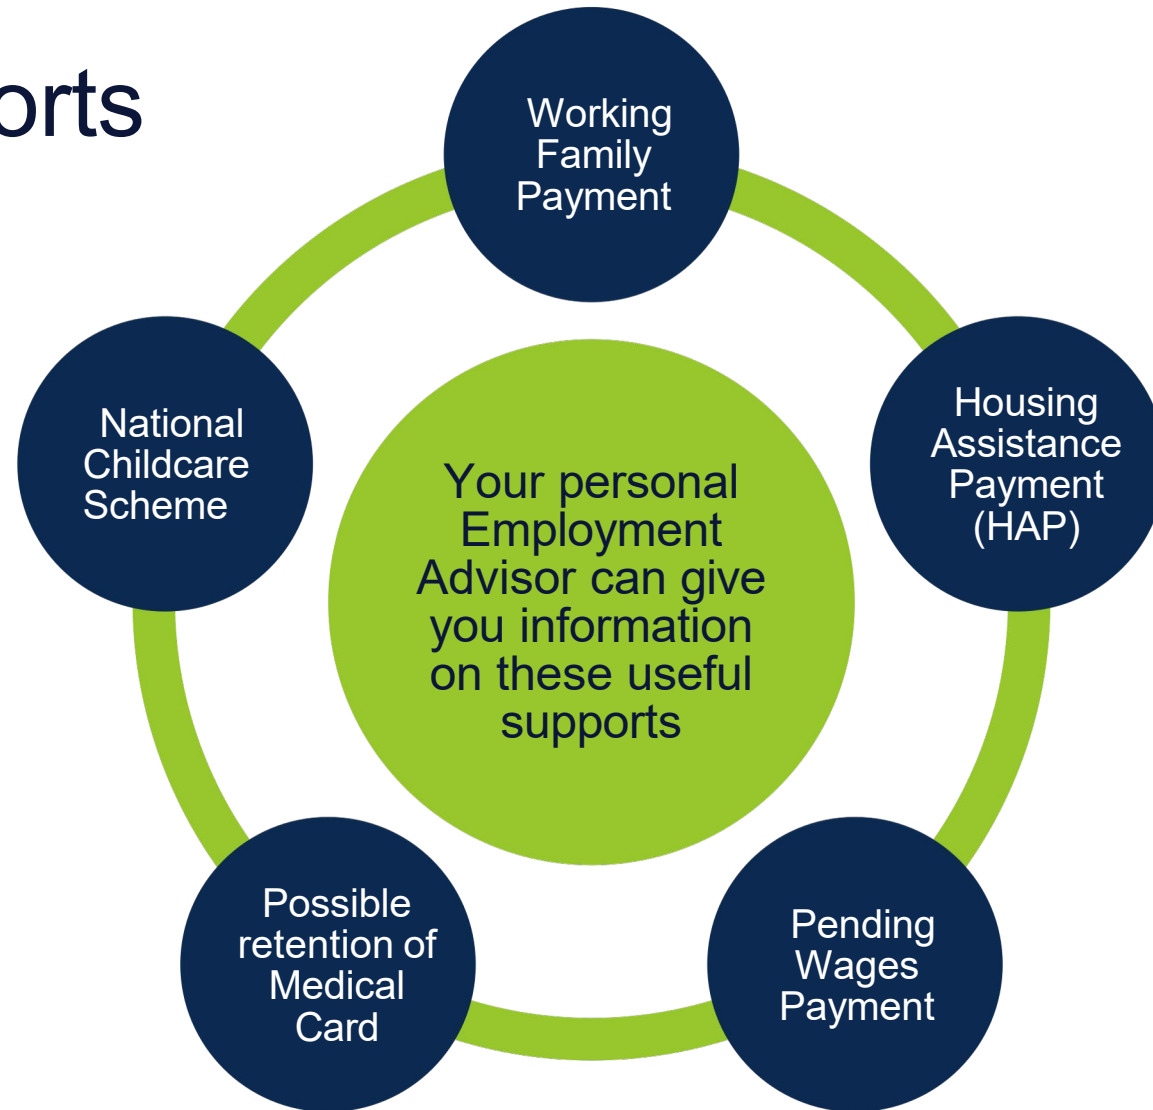 orts
Working
Family
Payment
Housing
Assistance
Payment
(HAP)
National
Childcare
Scheme
Your personal
Employment
Advisor can give
you information
on these useful
supports
Possible
retention of
Medical
Card
Pending
Wages
Payment